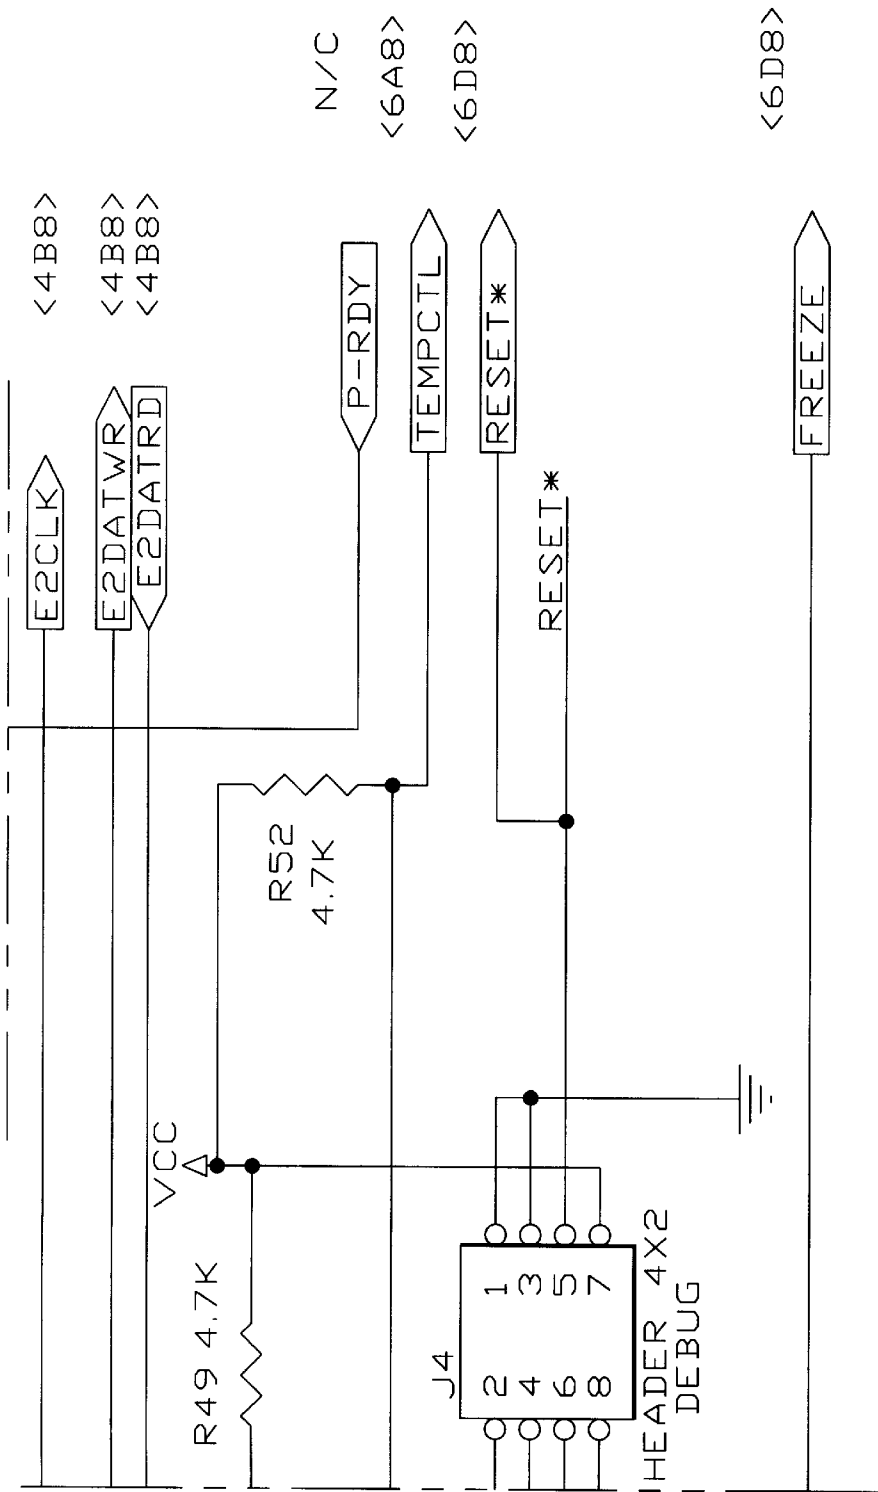 E2CLK
<4B8>
E2DATWR
<4B8>
E2DATRD
<4B8>
VCC
R49 4.7K
R52
4.7K
P-RDY
N/C
TEMPCTL
<6A8>
RESET*
<6D8>
RESET*
J4
2 1
4 3
6 5
8 7
HEADER 4X2
DEBUG
FREEZE
<6D8>